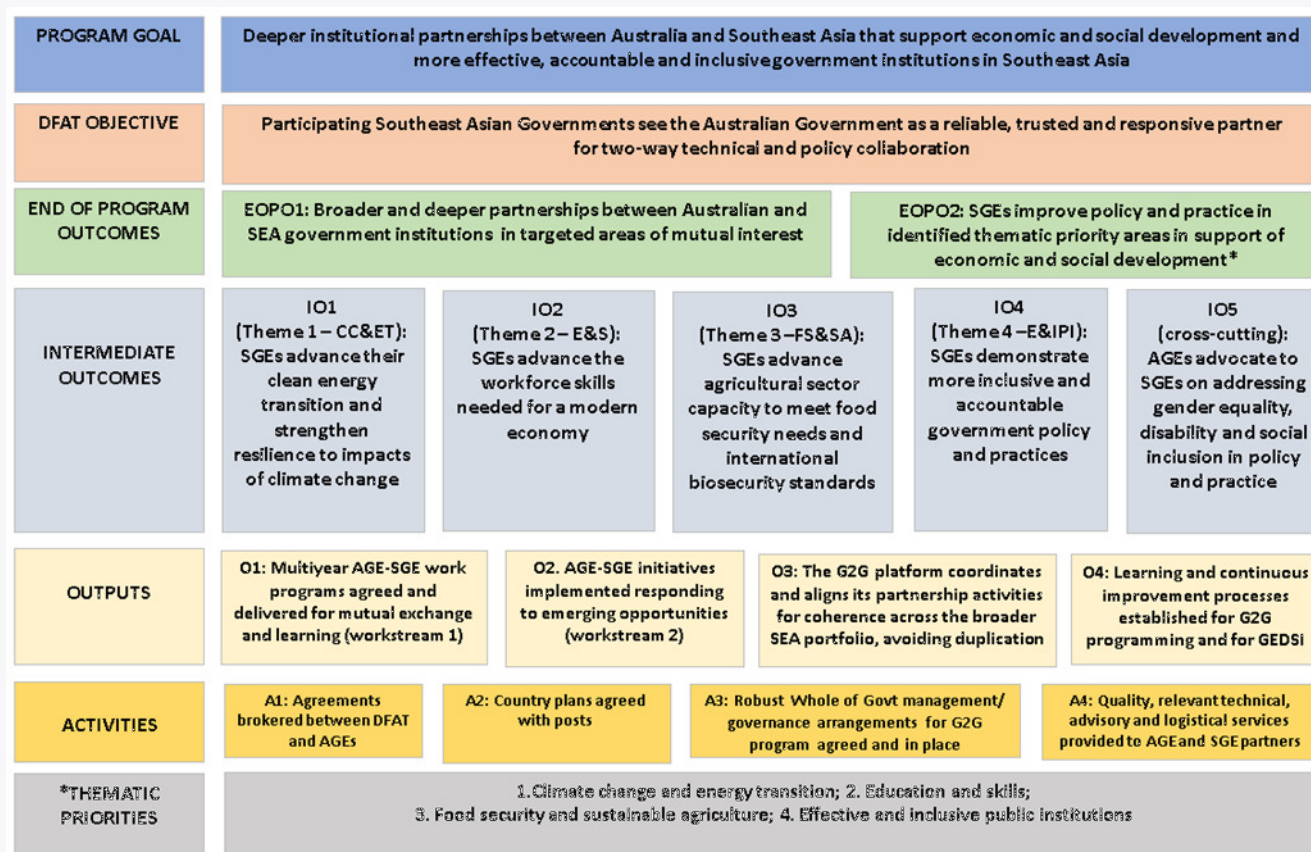 PROGRAM GOAL
Deeper institutional partnerships between Australia and Southeast Asia that support economic and social development and
more effective, accountable and inclusive government institutions in Southeast Asia
DFAT OBJECTIVE
Participating Southeast Asian Governments see the Australian Government as a reliable, trusted and responsive partner
for two-way technical and policy collaboration
END OF PROGRAM
OUTCOMES
EOPO1: Broader and deeper partnerships between Australian and
SEA government institutions in targeted areas of mutual interest
EOPO2: SGEs improve policy and practice in
identified thematic priority areas in support of
economic and social development*
INTERMEDIATE
OUTCOMES
IO1
(Theme 1 – CC&ET):
SGEs advance their
clean energy
transition and
strengthen
resilience to impacts
of climate change
IO2
(Theme 2 – E&S):
SGEs advance the
workforce skills
needed for a modern
economy
IO3
(Theme 3 –FS&SA):
SGEs advance
agricultural sector
capacity to meet food
security needs and
international
biosecurity standards
IO4
(Theme 4 –E&IPI):
SGEs demonstrate
more inclusive and
accountable
government policy
and practices
IO5
(cross-cutting):
AGEs advocate to
SGEs on addressing
gender equality,
disability and social
inclusion in policy
and practice
OUTPUTS
O1: Multiyear AGE-SGE work
programs agreed and
delivered for mutual exchange
and learning (workstream 1)
O2. AGE-SGE initiatives
implemented responding
to emerging opportunities
(workstream 2)
O3: The G2G platform coordinates
and aligns its partnership activities
for coherence across the broader
SEA portfolio, avoiding duplication
O4: Learning and continuous
improvement processes
established for G2G
programming and for GEDSi
ACTIVITIES
A1: Agreements
brokered between DFAT
and AGEs
A2: Country plans agreed
with posts
A3: Robust Whole of Govt management/
governance arrangements for G2G
program agreed and in place
A4: Quality, relevant technical,
advisory and logistical services
provided to AGE and SGE partners
*THEMATIC
PRIORITIES
1.Climate change and energy transition; 2. Education and skills;
3. Food security and sustainable agriculture; 4. Effective and inclusive public institutions